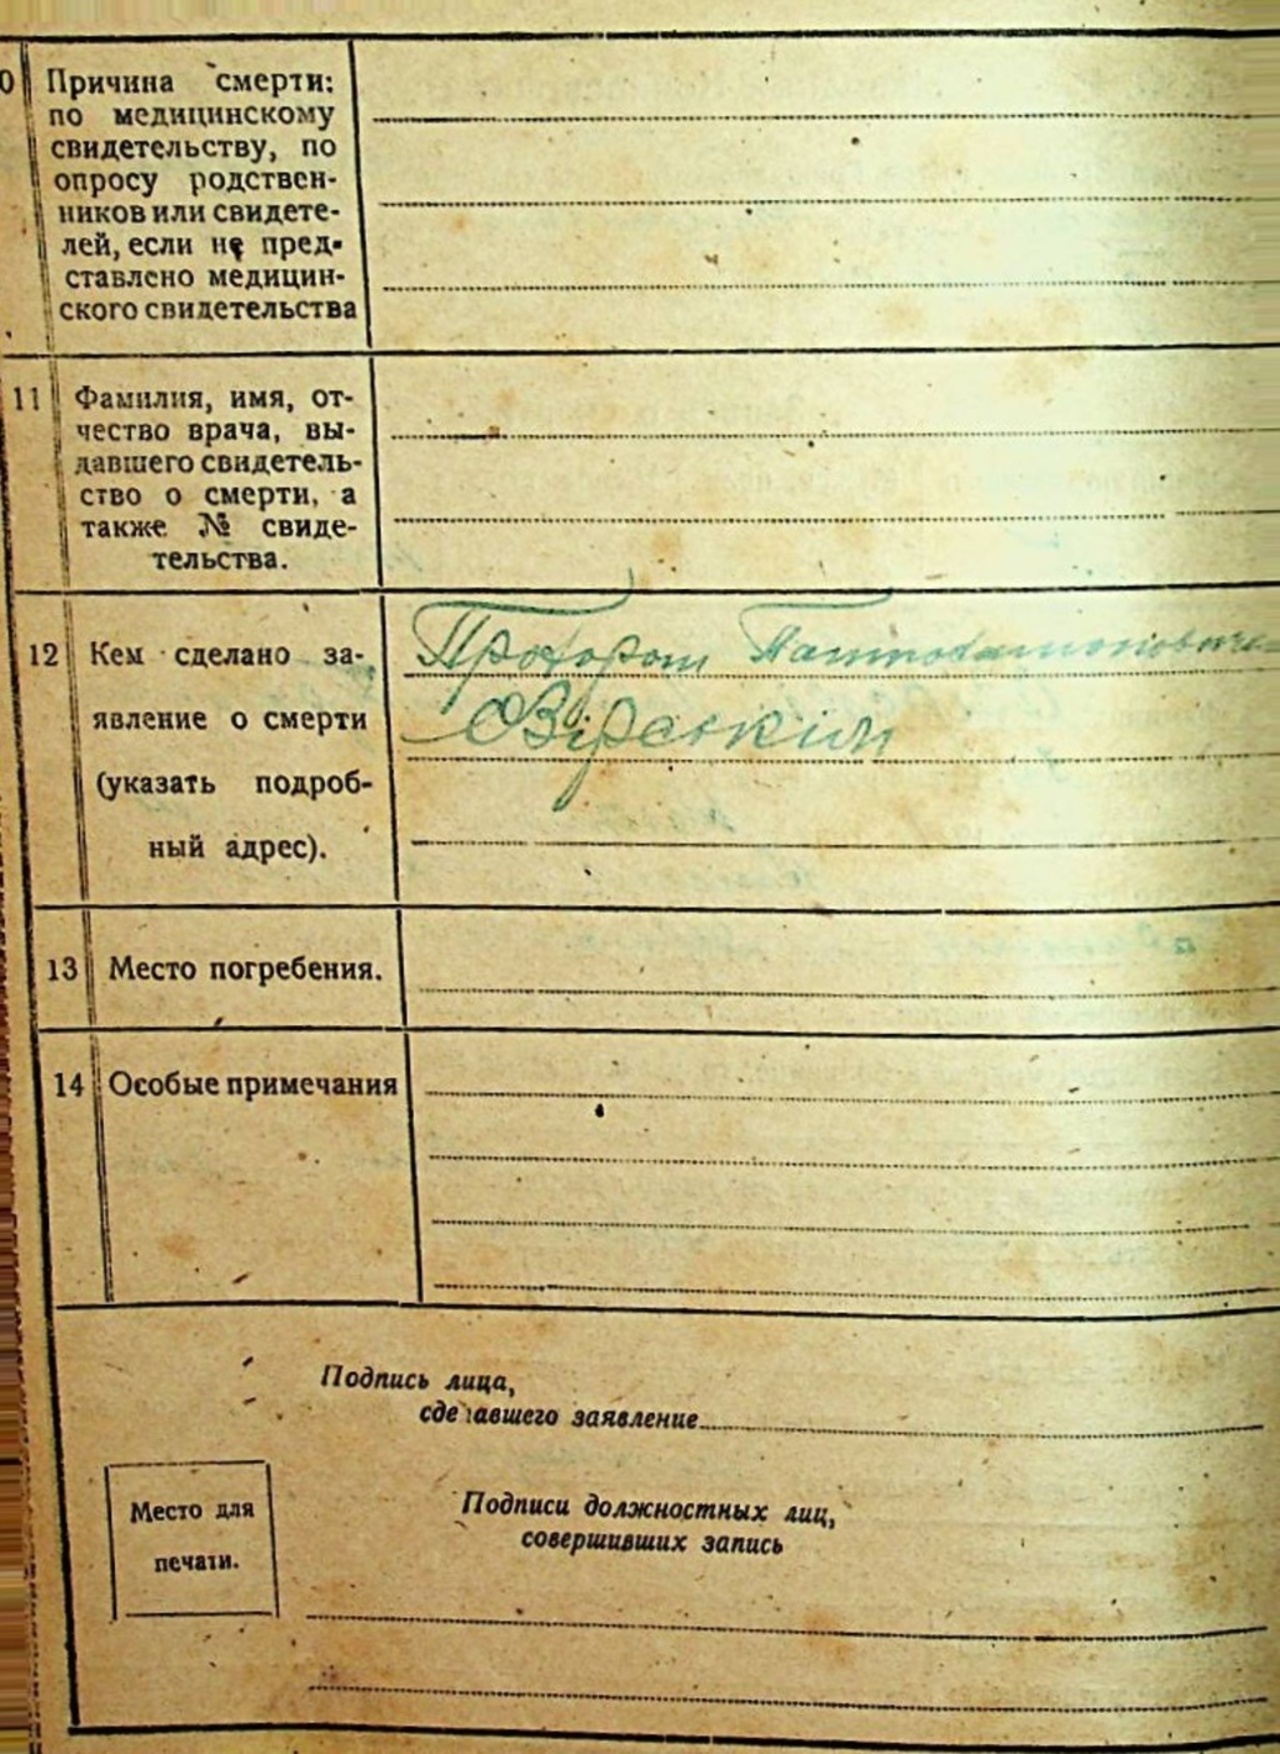 0 Причина смерти:
по медицинскому
свидетельству, по
опросу родствен-
ников или свидете-
лей, если не пред-
ставлено медицин-
ского свидетельства
11 Фамилия, имя, от-
чество врача, вы-
давшего свидетель-
ство о смерти, а
также № свиде-
тельства.
12 Кем сделано за-
явление о смерти
(указать подроб-
ный адрес).
Прохором
Вірським
13 Место погребения.
14 Особые примечания
Подпись лица,
сделавшего заявление
Место для
печати.
Подписи должностных лиц,
совершивших запись